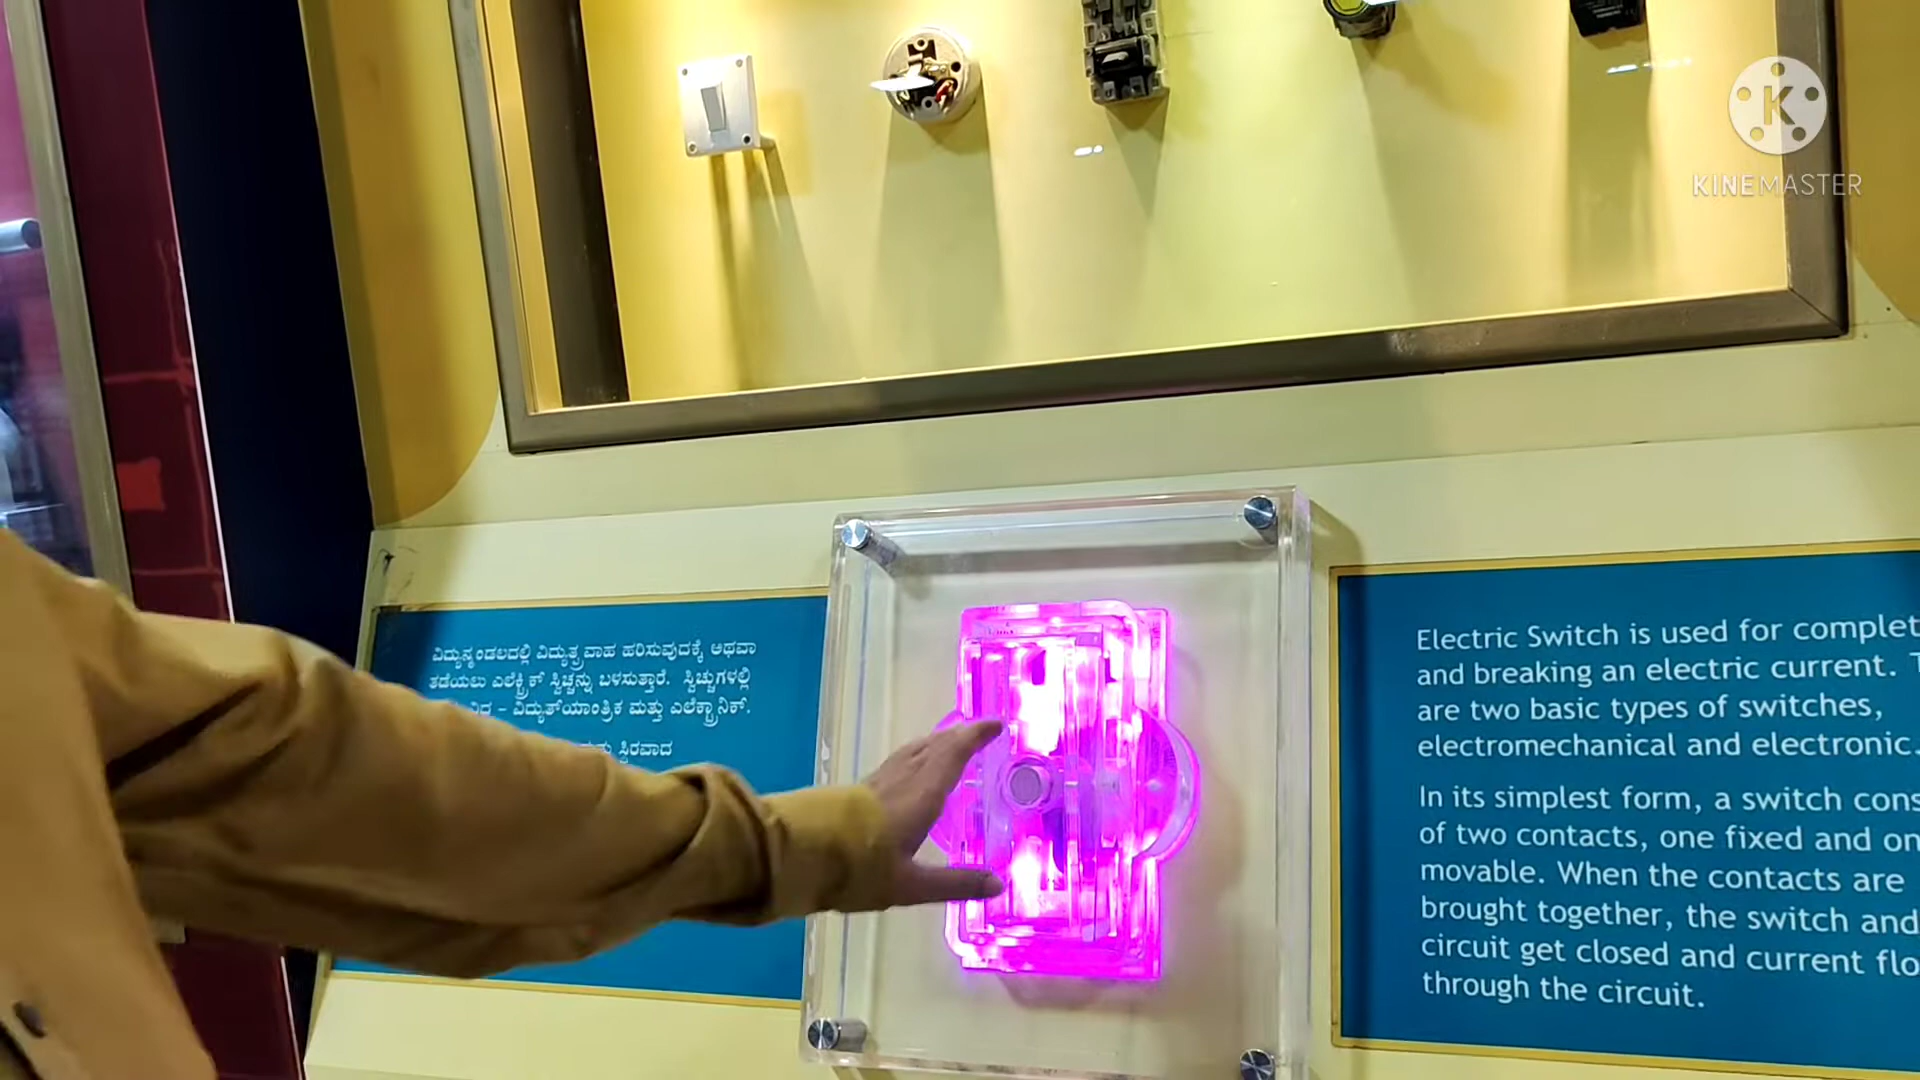 KINEMASTER
ವಿದ್ಯುನ್ಮಂಡಲದಲ್ಲಿ ವಿದ್ಯುತ್ಪ್ರವಾಹ ಹರಿಸುವುದಕ್ಕೆ ಅಥವಾ
ತಡೆಯಲು ಎಲೆಕ್ಟ್ರಿಕ್ ಸ್ವಿಚ್ಚನ್ನು ಬಳಸುತ್ತಾರೆ. ಸ್ವಿಚ್ಚುಗಳಲ್ಲಿ
ವಿಧ – ವಿದ್ಯುತ್‌ಯಾಂತ್ರಿಕ ಮತ್ತು ಎಲೆಕ್ಟ್ರಾನಿಕ್.
ಸ್ಥಿರವಾದ
Electric Switch is used for complet
and breaking an electric current. T
are two basic types of switches,
electromechanical and electronic.
In its simplest form, a switch cons
of two contacts, one fixed and on
movable. When the contacts are
brought together, the switch and
circuit get closed and current flo
through the circuit.